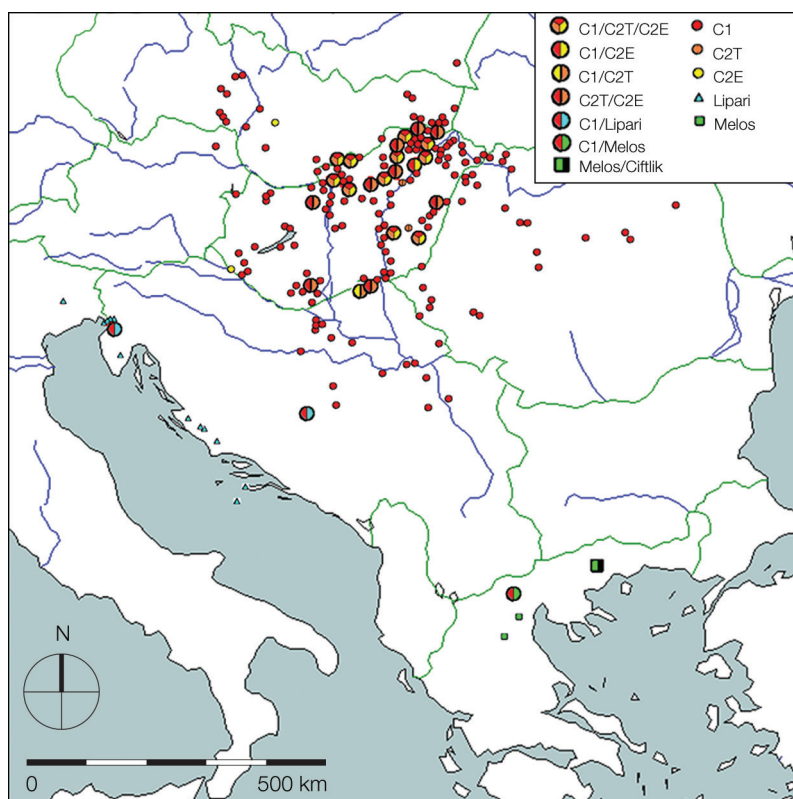 C1/C2T/C2E
C1/C2E
C1/C2T
C2T/C2E
C1/Lipari
C1/Melos
Melos/Ciftlik
C1
C2T
C2E
Lipari
Melos
N
0 500 km